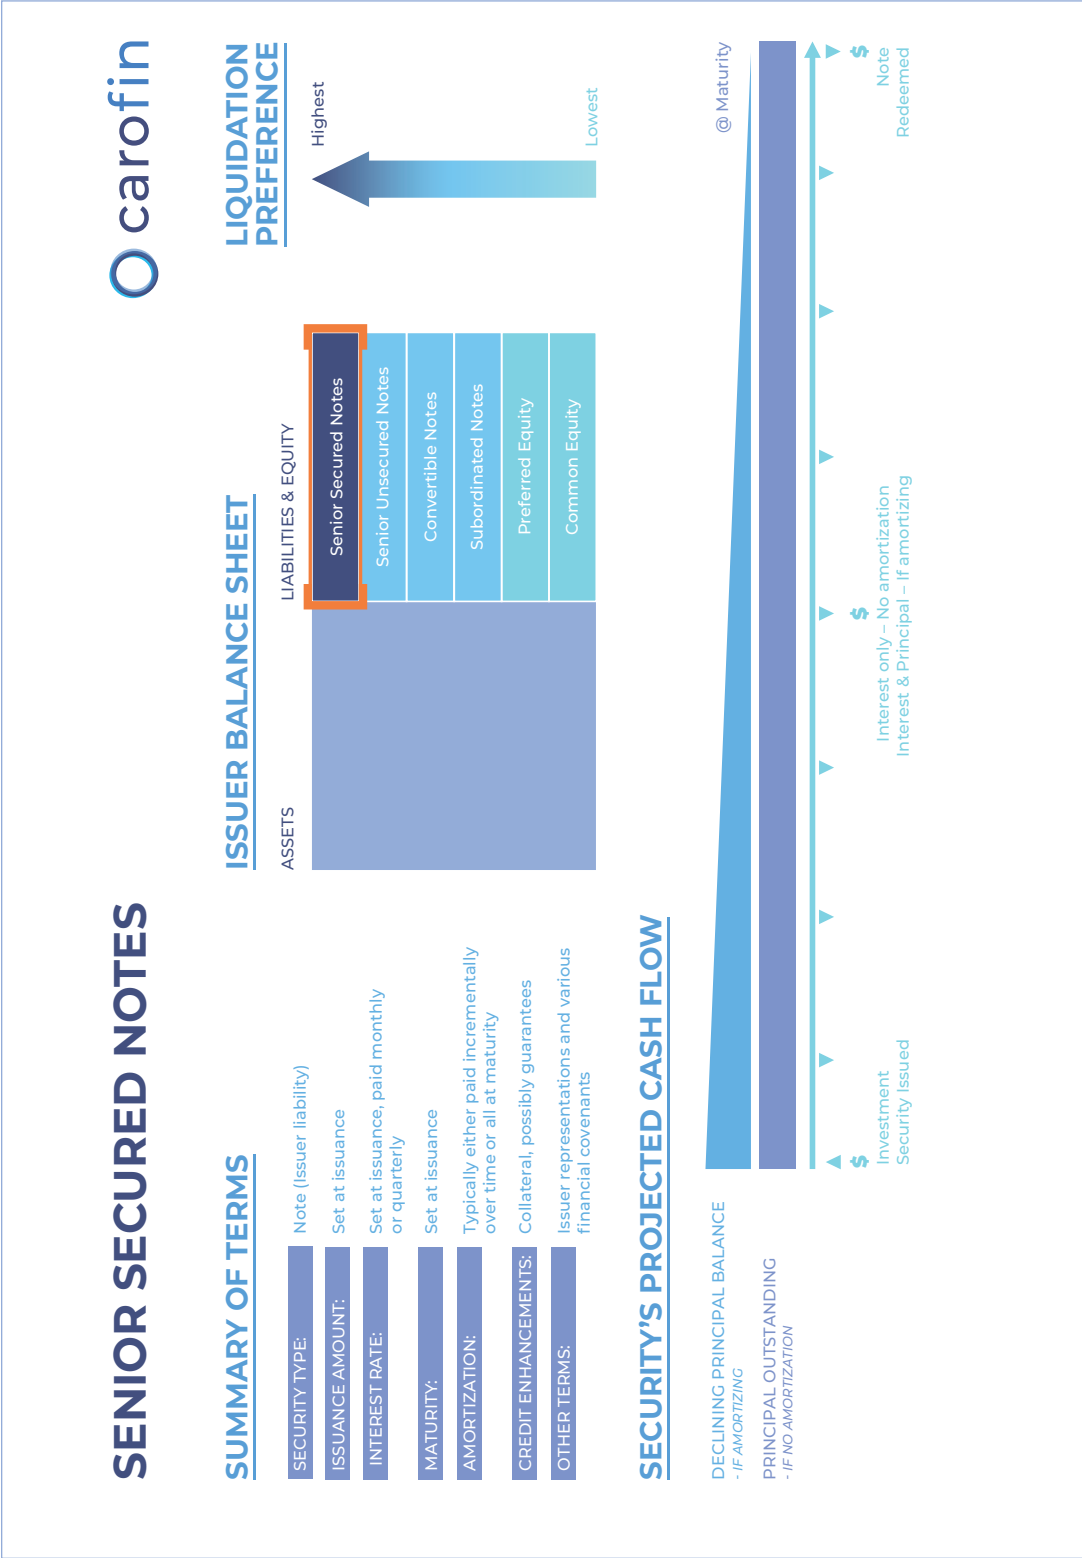 SENIOR SECURED NOTES
carofin
SUMMARY OF TERMS
SECURITY TYPE:
Note (Issuer liability)
ISSUANCE AMOUNT:
Set at issuance
INTEREST RATE:
Set at issuance, paid monthly
or quarterly
MATURITY:
Set at issuance
AMORTIZATION:
Typically either paid incrementally
over time or all at maturity
CREDIT ENHANCEMENTS:
Collateral, possibly guarantees
OTHER TERMS:
Issuer representations and various
financial covenants
ISSUER BALANCE SHEET
ASSETS
LIABILITIES & EQUITY
Senior Secured Notes
Senior Unsecured Notes
Convertible Notes
Subordinated Notes
Preferred Equity
Common Equity
LIQUIDATION
PREFERENCE
Highest
Lowest
SECURITY'S PROJECTED CASH FLOW
DECLINING PRINCIPAL BALANCE
- IF AMORTIZING
@ Maturity
PRINCIPAL OUTSTANDING
- IF NO AMORTIZATION
$
Investment
Security Issued
$
Interest only – No amortization
Interest & Principal – If amortizing
$
Note
Redeemed